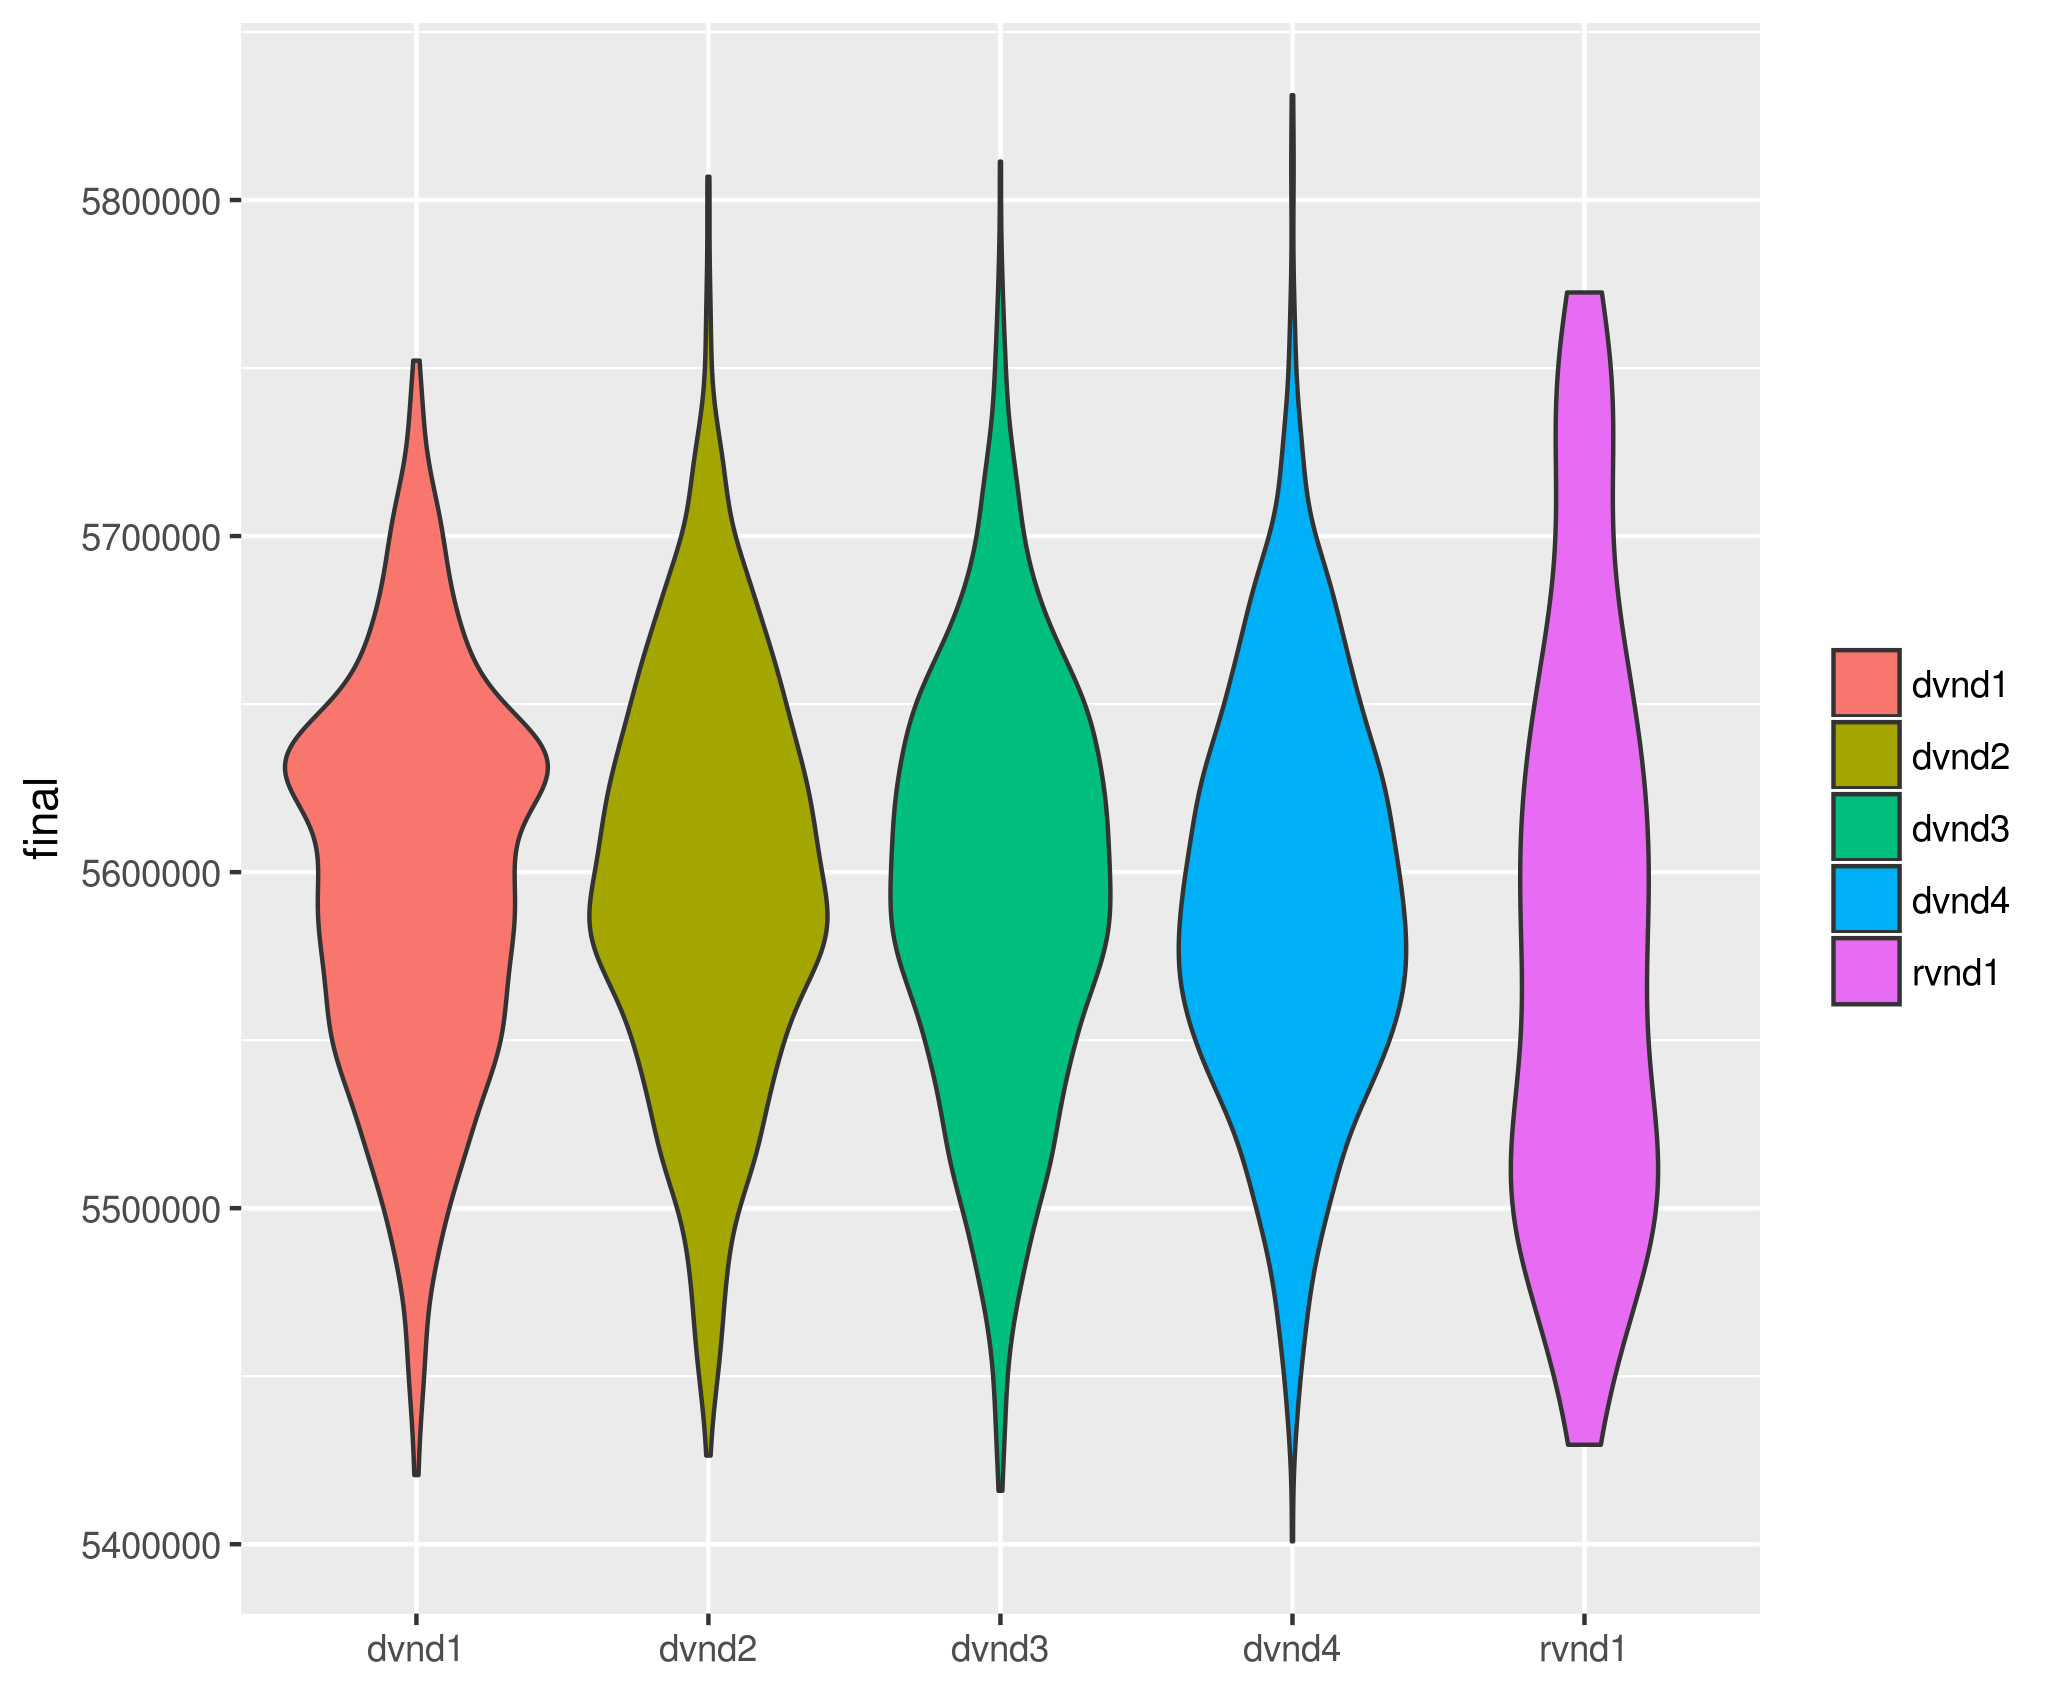 final
5800000
5700000
5600000
5500000
5400000
dvnd1 dvnd2 dvnd3 dvnd4 rvnd1
dvnd1
dvnd2
dvnd3
dvnd4
rvnd1